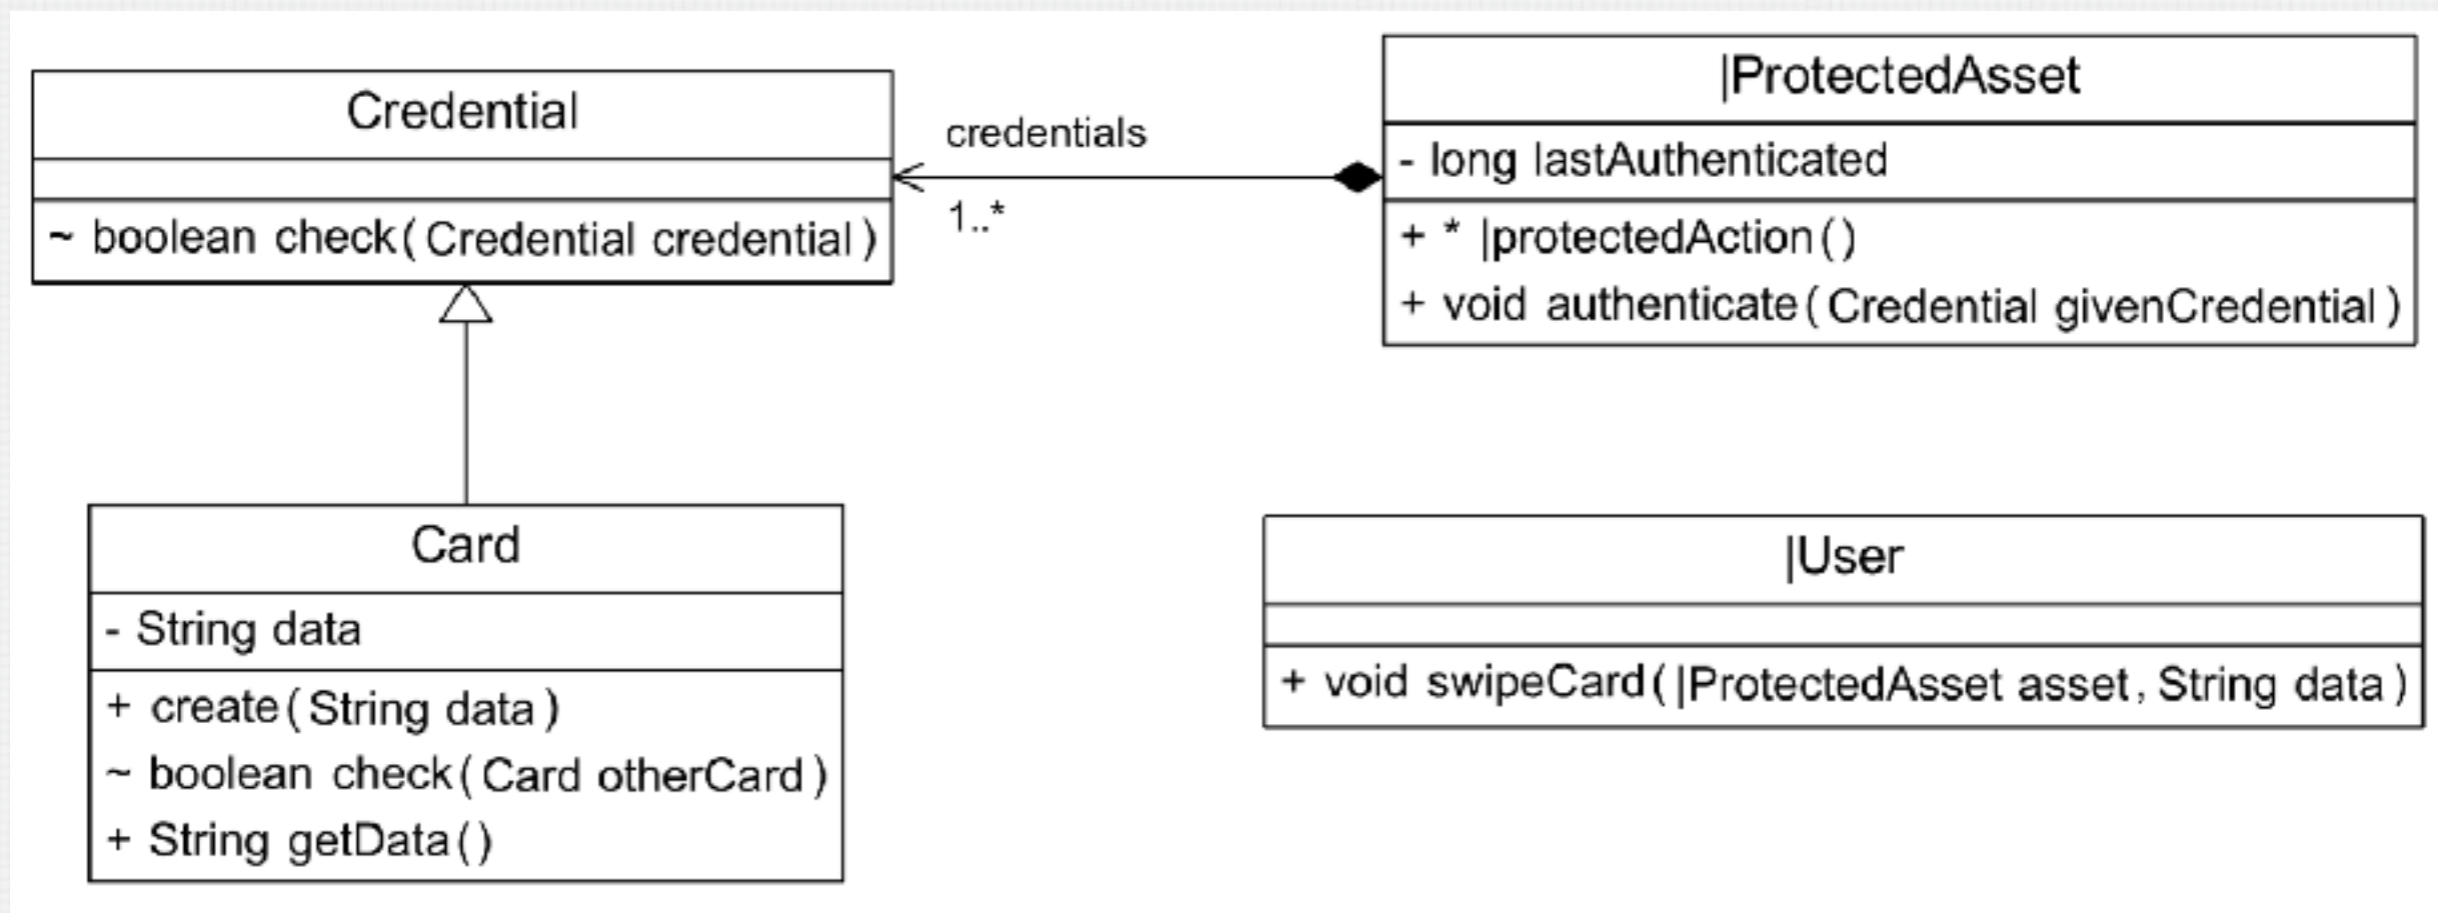 Credential
~ boolean check(Credential credential)
credentials
1..*
|ProtectedAsset
- long lastAuthenticated
+ * |protectedAction()
+ void authenticate(Credential givenCredential)
Card
- String data
+ create(String data)
~ boolean check(Card otherCard)
+ String getData()
|User
+ void swipeCard(|ProtectedAsset asset, String data)